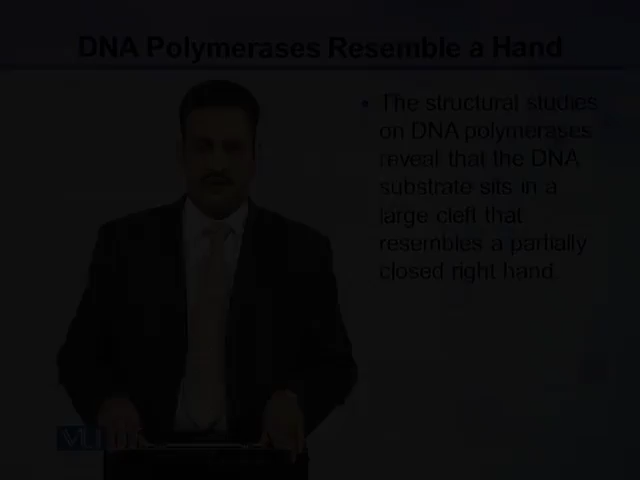 DNA Polymerases Resemble a Hand
• The structural studies
on DNA polymerases
reveal that the DNA
substrate sits in a
large cleft that
resembles a partially
closed right hand
VU